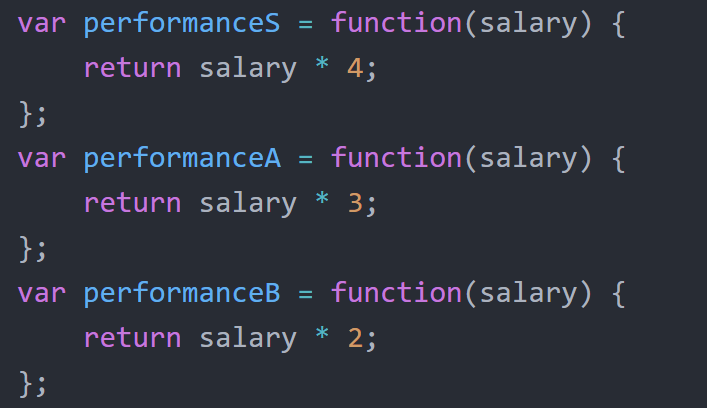 var performanceS = function(salary) {
    return salary * 4;
};
var performanceA = function(salary) {
    return salary * 3;
};
var performanceB = function(salary) {
    return salary * 2;
};